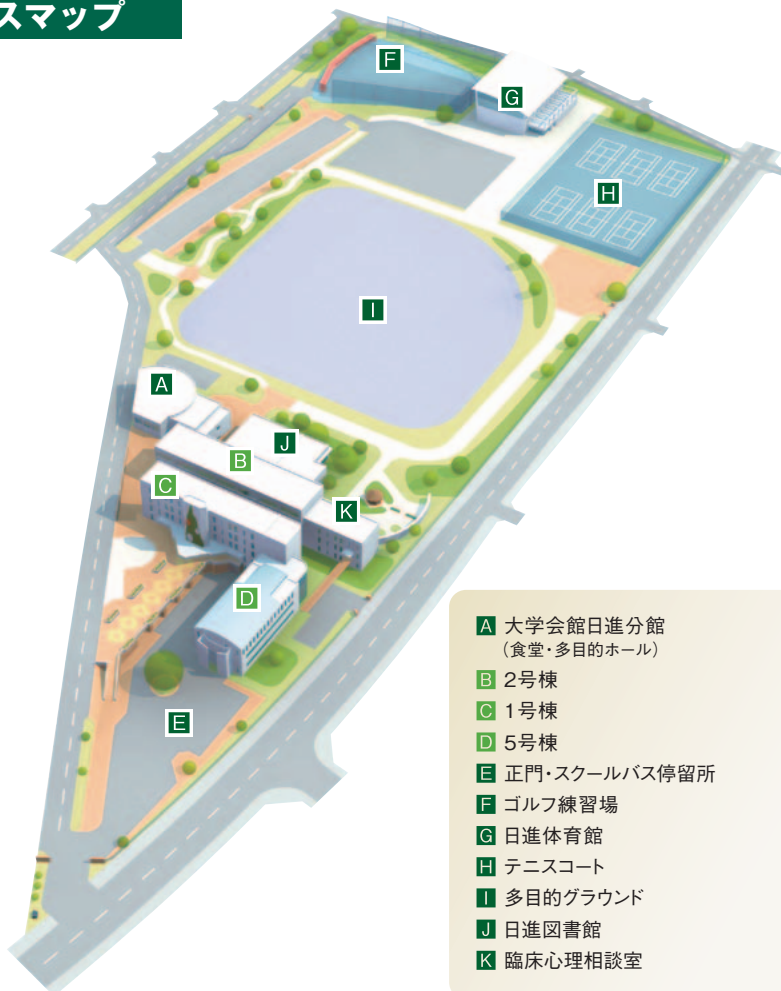 スマップ
F
G
H
I
A
J
B
C
K
D
E
A 大学会館日進分館
（食堂・多目的ホール）
B 2号棟
C 1号棟
D 5号棟
E 正門・スクールバス停留所
F ゴルフ練習場
G 日進体育館
H テニスコート
I 多目的グラウンド
J 日進図書館
K 臨床心理相談室